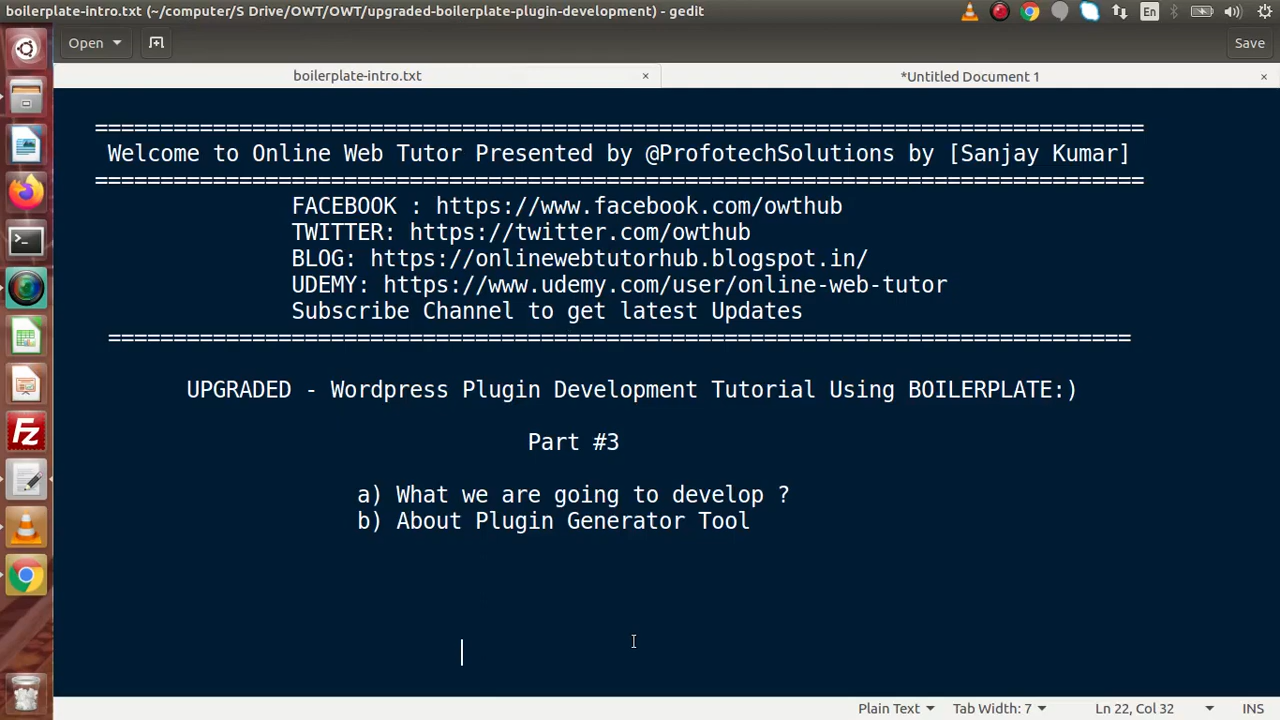 boilerplate-intro.txt (~/computer/S Drive/OWT/OWT/upgraded-boilerplate-plugin-development) - gedit
En
Open
Save
boilerplate-intro.txt ×
*Untitled Document 1 ×
================================================================================
Welcome to Online Web Tutor Presented by @ProfotechSolutions by [Sanjay Kumar]
================================================================================
FACEBOOK : https://www.facebook.com/owthub
TWITTER: https://twitter.com/owthub
BLOG: https://onlinewebtutorhub.blogspot.in/
UDEMY: https://www.udemy.com/user/online-web-tutor
Subscribe Channel to get latest Updates
==============================================================================
UPGRADED - Wordpress Plugin Development Tutorial Using BOILERPLATE:)
Part #3
a) What we are going to develop ?
b) About Plugin Generator Tool
Fz
Plain Text Tab Width: 7 Ln 22, Col 32 INS